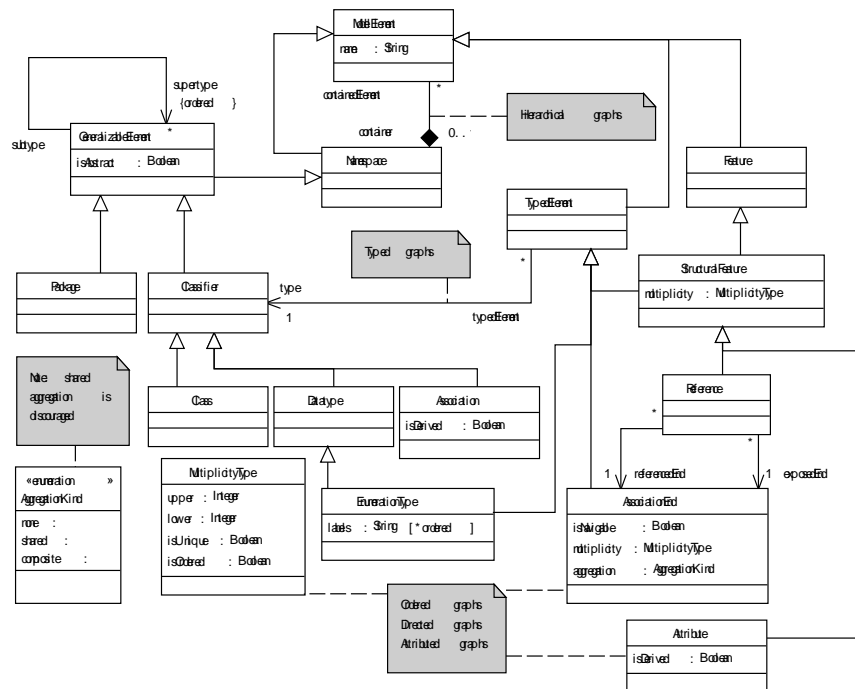 ModelElement
name : String
supertype
{ordered }
containedElement
*
Hierarchical graphs
GeneralizableElement
*
subtype
isAbstract : Boolean
container
0..
Namespace
Feature
TypedElement
Typed graphs
*
StructuralFeature
multiplicity : MultiplicityType
Package
Classifier
type
1
typedElement
Note: shared
aggregation is
discouraged
Class
Datatype
Association
isDerived : Boolean
Reference
*
*
«enumeration »
AggregationKind
none :
shared :
composite :
MultiplicityType
upper : Integer
lower : Integer
isUnique : Boolean
isOrdered : Boolean
EnumerationType
labels : String [*ordered ]
1 referencedEnd
1 exposedEnd
AssociationEnd
isNavigable : Boolean
multiplicity : MultiplicityType
aggregation : AggregationKind
Ordered graphs
Directed graphs
Attributed graphs
Attribute
isDerived : Boolean